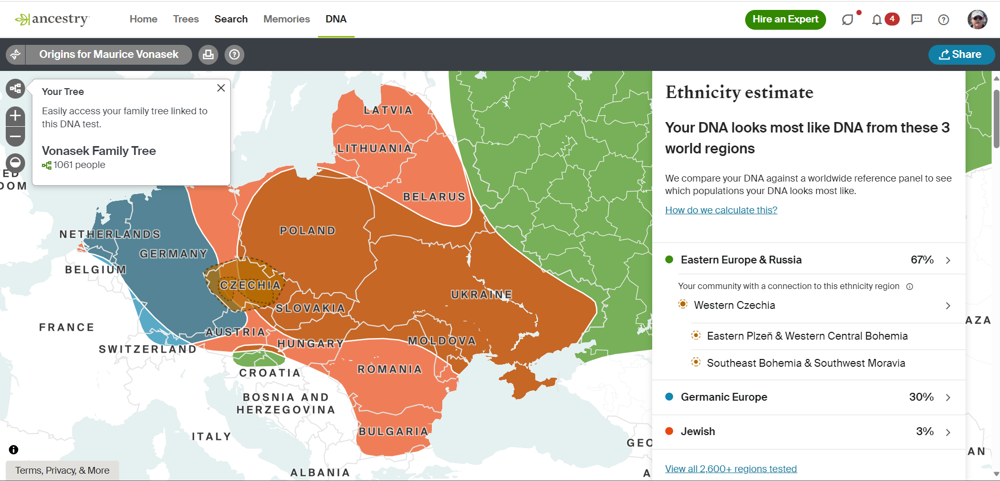 ancestry
Home Trees Search Memories DNA
Hire an Expert
4
Origins for Maurice Vonasek
Share
Your Tree
Easily access your family tree linked to
this DNA test.
Vonasek Family Tree
1061 people
ED
DOM
LATVIA
LITHUANIA
BELARUS
POLAND
NETHERLANDS
GERMANY
BELGIUM
CZECHIA
UKRAINE
SLOVAKIA
FRANCE
AUSTRIA
HUNGARY
MOLDOVA
SWITZERLAND
ROMANIA
CROATIA
BOSNIA AND
HERZEGOVINA
BULGARIA
ITALY
ALBANIA
GEO
A
AZA
AN
Terms, Privacy, & More
Ethnicity estimate
Your DNA looks most like DNA from these 3
world regions
We compare your DNA against a worldwide reference panel to see
which populations your DNA looks most like.
How do we calculate this?
Eastern Europe & Russia 67%
Your community with a connection to this ethnicity region
Western Czechia
Eastern Plzeň & Western Central Bohemia
Southeast Bohemia & Southwest Moravia
Germanic Europe 30%
Jewish 3%
View all 2,600+ regions tested